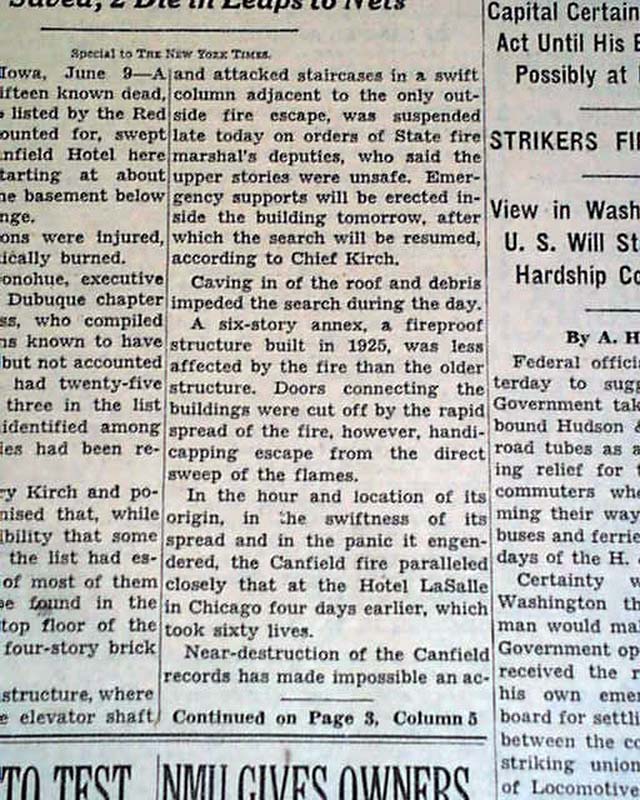 2 Die in Leaps to Nets
Special to THE NEW YORK TIMES.
Iowa, June 9—A
ifteen known dead,
listed by the Red
ounted for, swept
nfield Hotel here
tarting at about
he basement below
nge.
ons were injured,
ically burned.
onohue, executive
Dubuque chapter
ss, who compiled
ns known to have
but not accounted
had twenty-five
three in the list
identified among
ies had been re-
ry Kirch and po-
mised that, while
ibility that some
the list had es-
of most of them
be found in the
top floor of the
four-story brick
structure, where
e elevator shaft
and attacked staircases in a swift
column adjacent to the only out-
side fire escape, was suspended
late today on orders of State fire
marshal's deputies, who said the
upper stories were unsafe. Emer-
gency supports will be erected in-
side the building tomorrow, after
which the search will be resumed,
according to Chief Kirch.
Caving in of the roof and debris
impeded the search during the day.
A six-story annex, a fireproof
structure built in 1925, was less
affected by the fire than the older
structure. Doors connecting the
buildings were cut off by the rapid
spread of the fire, however, handi-
capping escape from the direct
sweep of the flames.
In the hour and location of its
origin, in the swiftness of its
spread and in the panic it engen-
dered, the Canfield fire paralleled
closely that at the Hotel LaSalle
in Chicago four days earlier, which
took sixty lives.
Near-destruction of the Canfield
records has made impossible an ac-
Continued on Page 3, Column 5
Capital Certain
Act Until His
Possibly at
STRIKERS FI
View in Wash
U. S. Will St
Hardship Co
By A. H
Federal offici
terday to sugg
Government tak
bound Hudson &
road tubes as a
ing relief for t
commuters wh
ming their way
buses and ferrie
days of the H.
Certainty w
Washington th
man would ma
Government op
received the r
his own eme
board for settl
between the co
striking union
of Locomotive
TO TEST
NMU GIVES OWNERS